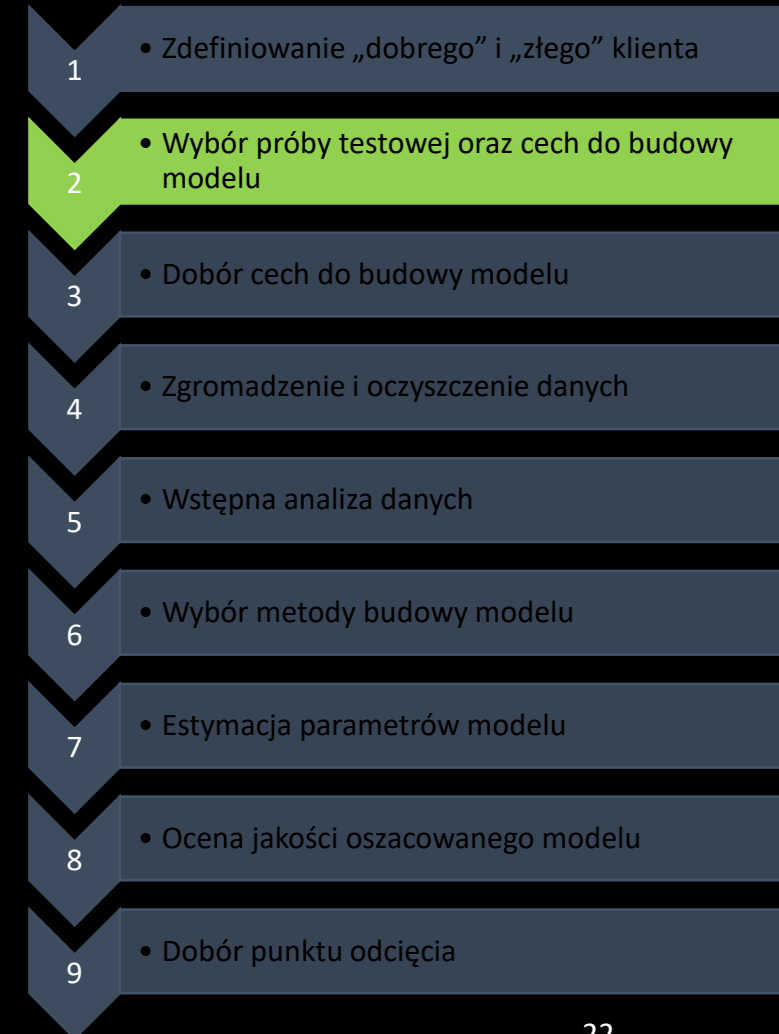 1
• Zdefiniowanie „dobrego” i „złego” klienta
2
• Wybór próby testowej oraz cech do budowy
modelu
3
• Dobór cech do budowy modelu
4
• Zgromadzenie i oczyszczenie danych
5
• Wstępna analiza danych
6
• Wybór metody budowy modelu
7
• Estymacja parametrów modelu
8
• Ocena jakości oszacowanego modelu
9
• Dobór punktu odcięcia
22